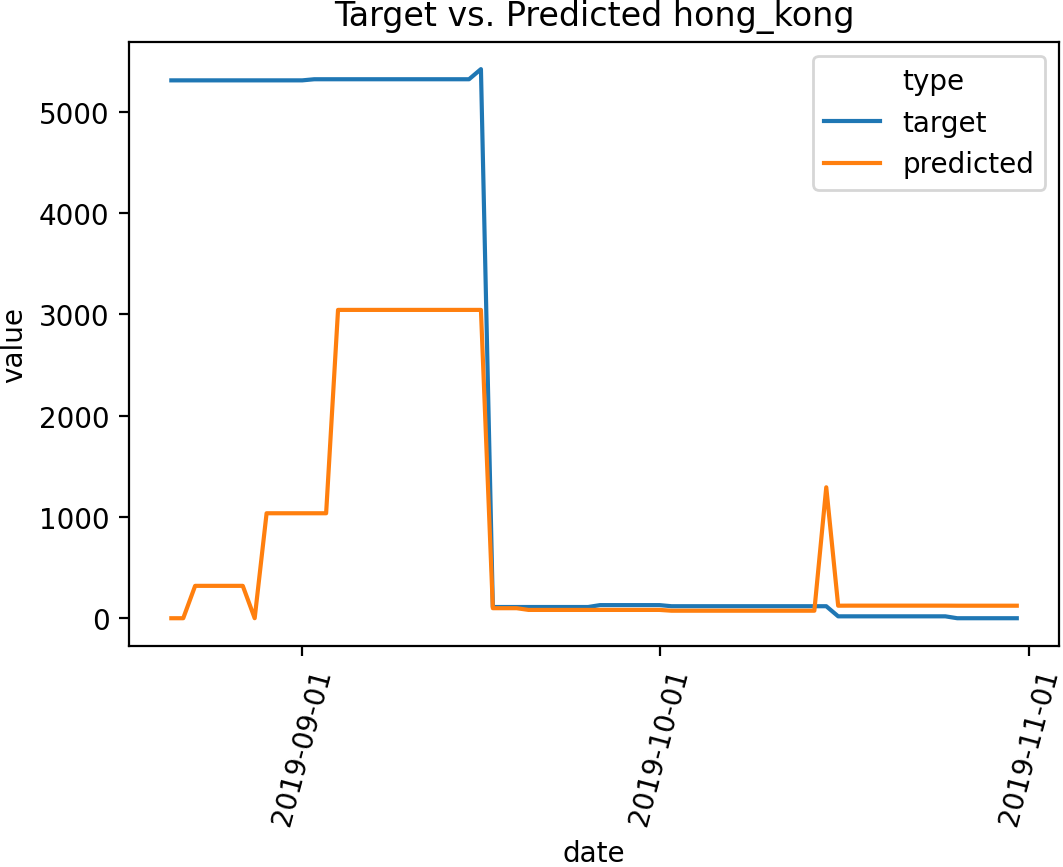 Target vs. Predicted hong_kong
type
target
predicted
value
5000
4000
3000
2000
1000
0
2019-09-01
2019-10-01
2019-11-01
date